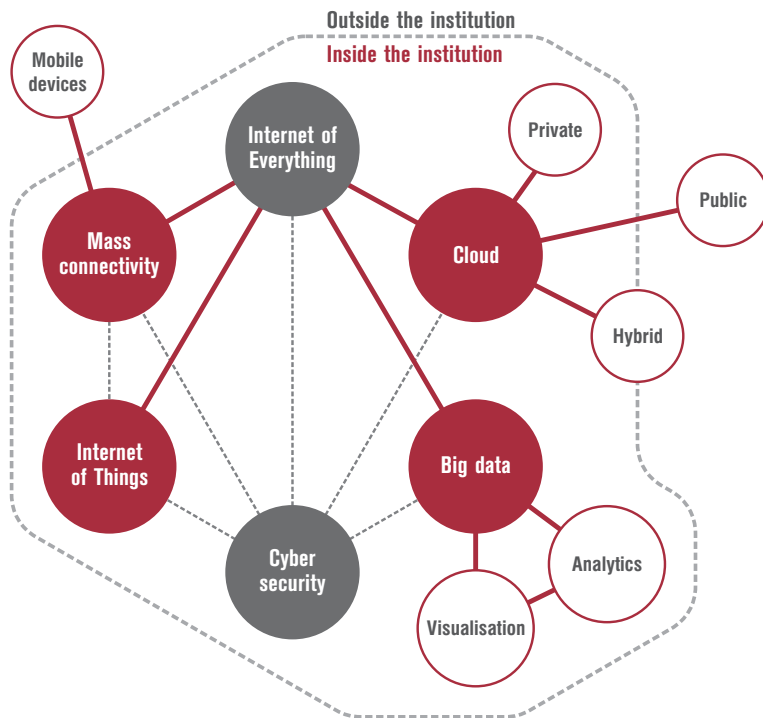 Outside the institution
Inside the institution
Mobile
devices
Internet of
Everything
Private
Public
Mass
connectivity
Cloud
Hybrid
Internet
of Things
Big data
Cyber
security
Analytics
Visualisation